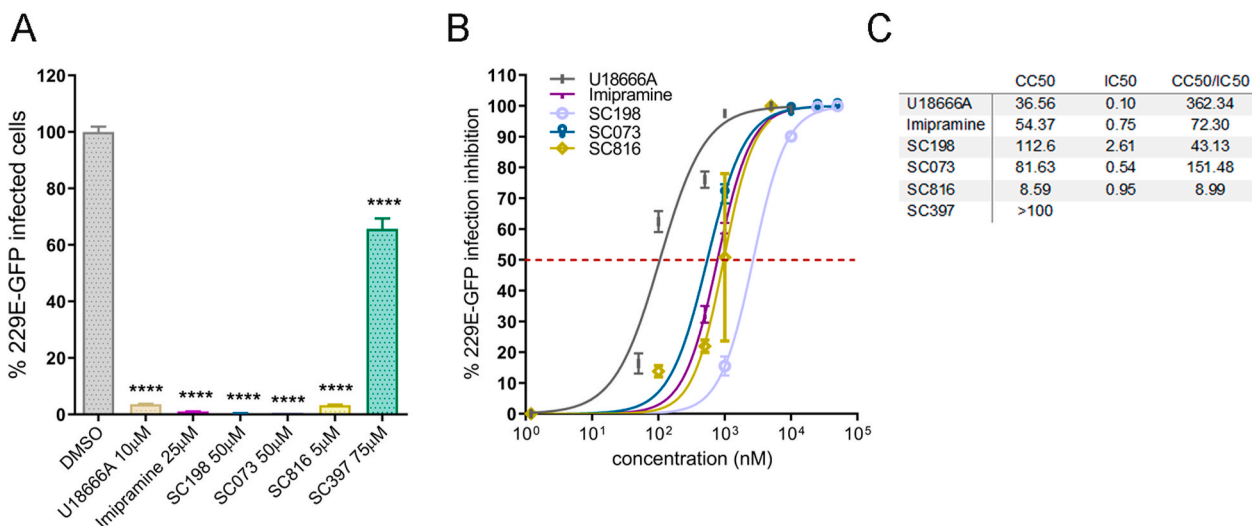 A
% 229E-GFP infected cells
120
100
80
60
40
20
0
****
****
****
****
****
****
DMSO
U18666A 10µM
Imipramine 25µM
SC198 50µM
SC073 50µM
SC816 5µM
SC397 75µM
B
% 229E-GFP infection inhibition
110
100
90
80
70
60
50
40
30
20
10
0
U18666A
Imipramine
SC198
SC073
SC816
10⁰ 10¹ 10² 10³ 10⁴ 10⁵
concentration (nM)
C
CC50 IC50 CC50/IC50
U18666A 36.56 0.10 362.34
Imipramine 54.37 0.75 72.30
SC198 112.6 2.61 43.13
SC073 81.63 0.54 151.48
SC816 8.59 0.95 8.99
SC397 >100